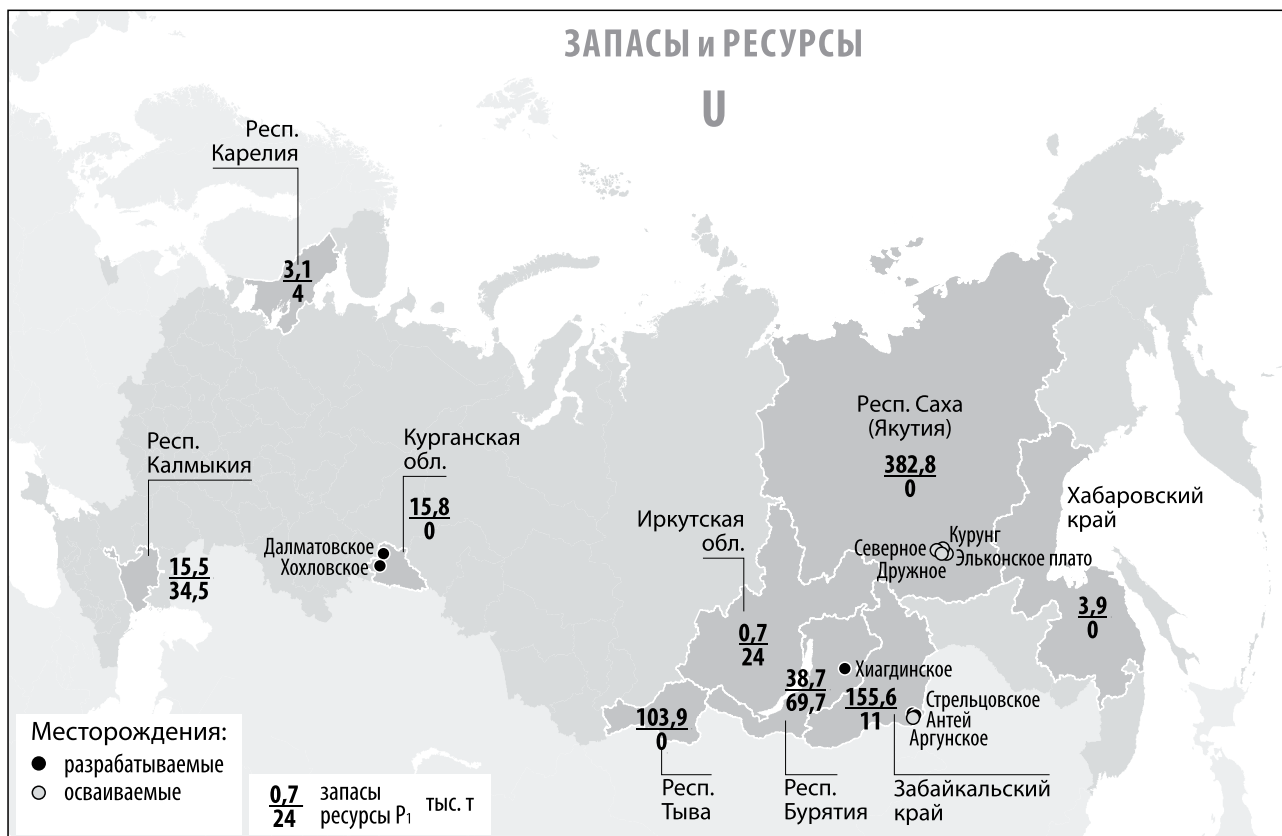 ЗАПАСЫ и РЕСУРСЫ
U
Респ.
Карелия
3,1
4
Респ. Саха
(Якутия)
382,8
0
Респ.
Калмыкия
15,5
34,5
Курганская
обл.
15,8
0
Далматовское
Хохловское
Иркутская
обл.
0,7
24
Хабаровский
край
3,9
0
Курунг
Северное
Эльконское плато
Дружное
Хиагдинское
38,7
69,7
155,6
11
Стрельцовское
Антей
Аргунское
103,9
0
Респ.
Тыва
Респ.
Бурятия
Забайкальский
край
Месторождения:
разрабатываемые
осваиваемые
0,7 запасы
24 ресурсы P₁
тыс. т